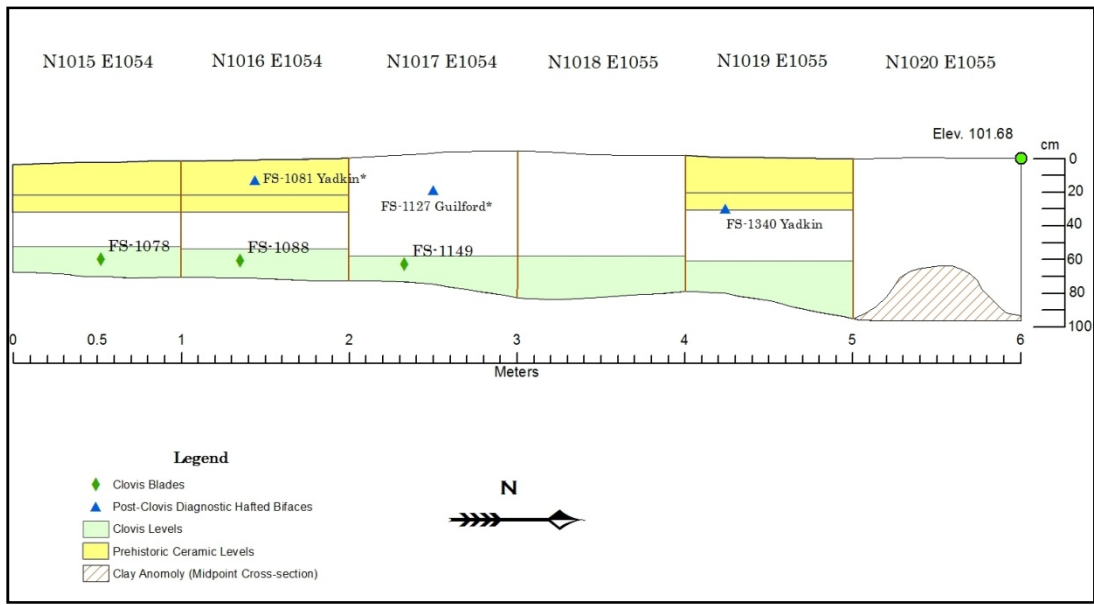 N1015 E1054 N1016 E1054 N1017 E1054 N1018 E1055 N1019 E1055 N1020 E1055
Elev. 101.68
cm
0
20
40
60
80
100
FS-1081 Yadkin*
FS-1127 Guilford*
FS-1340 Yadkin
FS-1078 FS-1088 FS-1149
0 0.5 1 2 3 4 5 6
Meters
Legend
Clovis Blades
Post-Clovis Diagnostic Hafted Bifaces
Clovis Levels
Prehistoric Ceramic Levels
Clay Anomoly (Midpoint Cross-section)
N